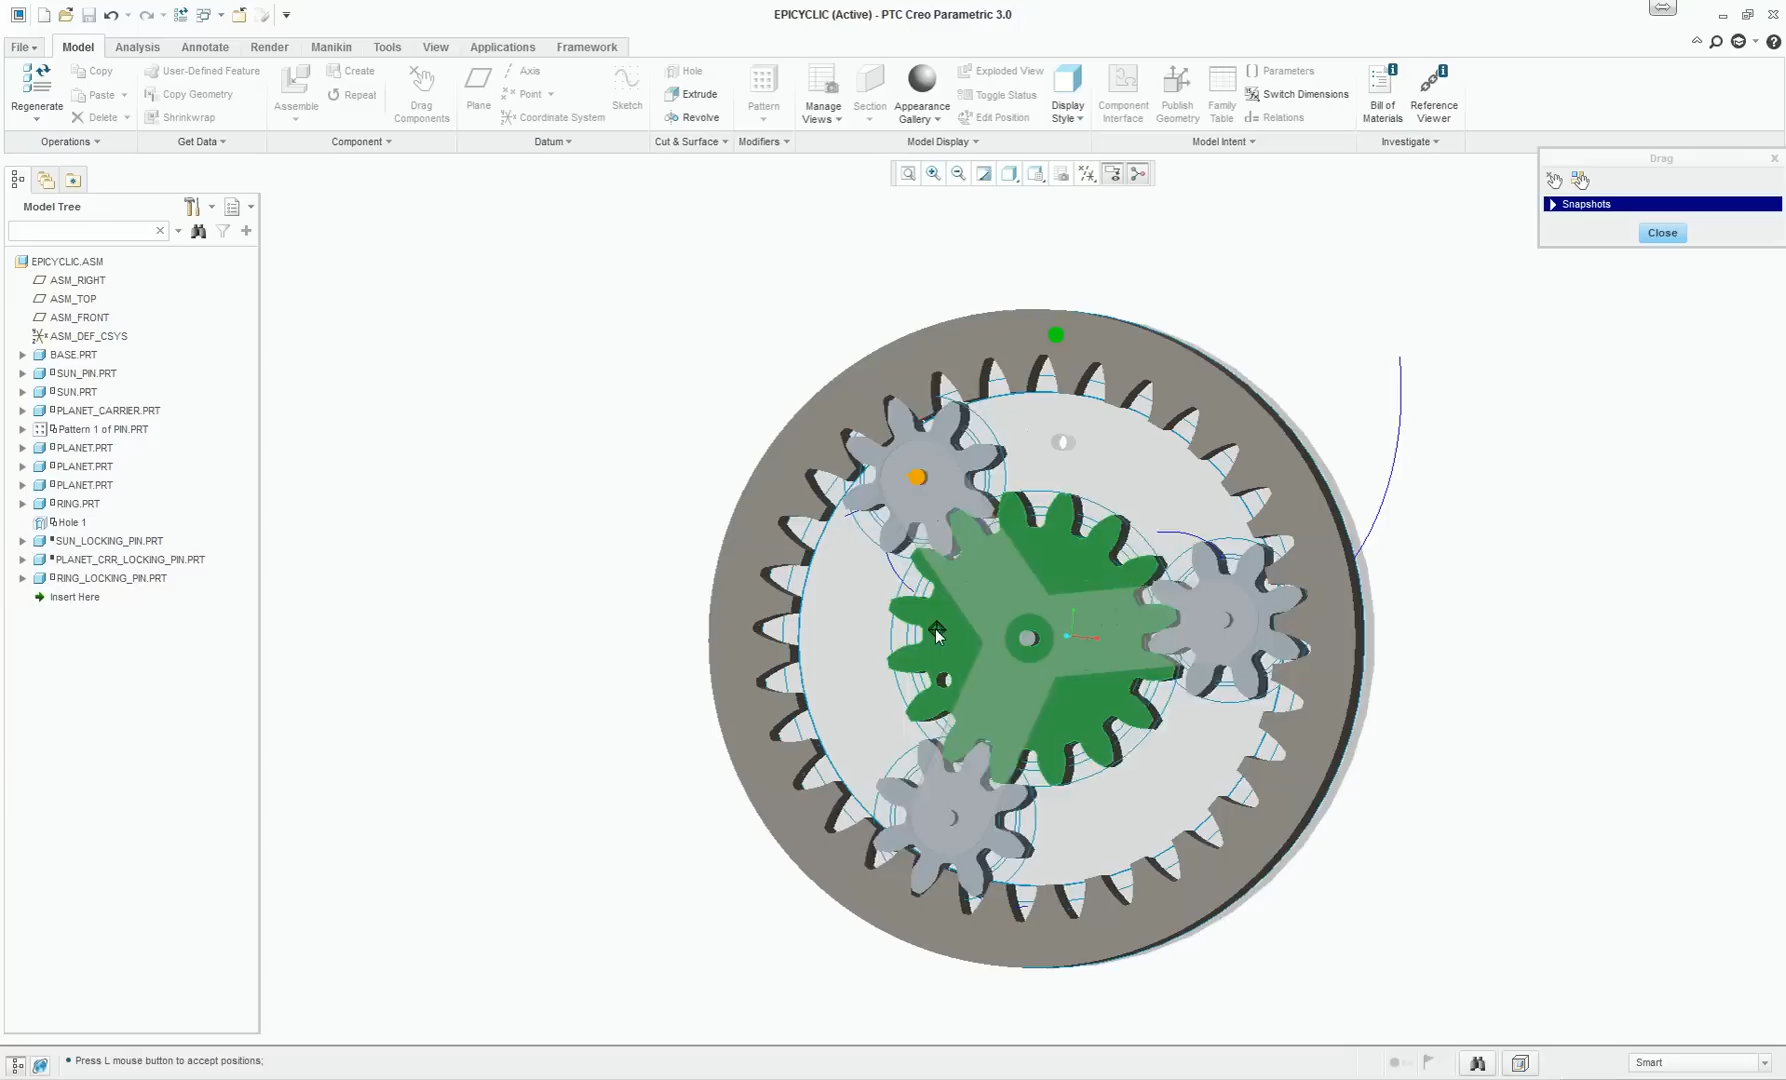 EPICYCLIC (Active) - PTC Creo Parametric 3.0
File Model Analysis Annotate Render Manikin Tools View Applications Framework
Regenerate
Copy
Paste
Delete
User-Defined Feature
Copy Geometry
Shrinkwrap
Assemble
Create
Repeat
Drag
Components
Plane
Axis
Point
Coordinate System
Sketch
Hole
Extrude
Revolve
Pattern
Manage
Views
Section
Appearance
Gallery
Exploded View
Toggle Status
Edit Position
Display
Style
Component
Interface
Publish
Geometry
Family
Table
Parameters
Switch Dimensions
Relations
Bill of
Materials
Reference
Viewer
Operations Get Data Component Datum Cut & Surface Modifiers Model Display Model Intent Investigate
Drag
Snapshots
Close
Model Tree
EPICYCLIC.ASM
ASM_RIGHT
ASM_TOP
ASM_FRONT
ASM_DEF_CSYS
BASE.PRT
SUN_PIN.PRT
SUN.PRT
PLANET_CARRIER.PRT
Pattern 1 of PIN.PRT
PLANET.PRT
PLANET.PRT
PLANET.PRT
RING.PRT
Hole 1
SUN_LOCKING_PIN.PRT
PLANET_CRR_LOCKING_PIN.PRT
RING_LOCKING_PIN.PRT
Insert Here
Press L mouse button to accept positions;
Smart